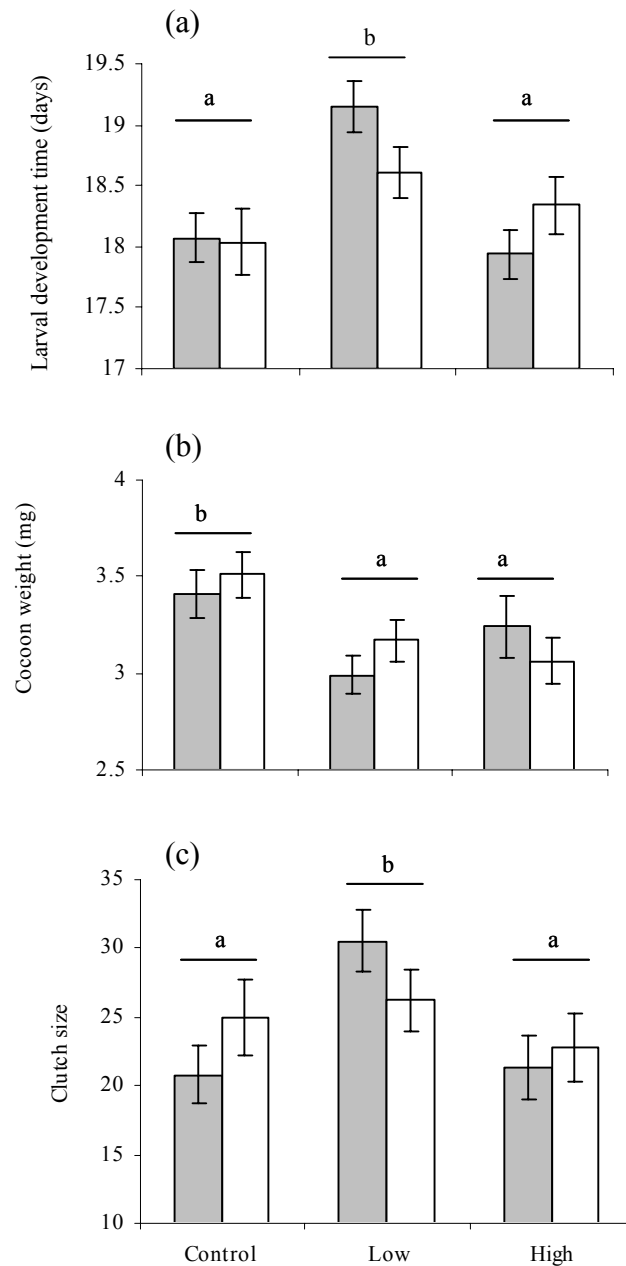 (a)
b
19.5
a
a
19
18.5
18
17.5
17
Larval development time (days)
(b)
4
b
3.5
a
a
3
2.5
Cocoon weight (mg)
(c)
b
35
a
a
30
25
20
15
10
Clutch size
Control Low High